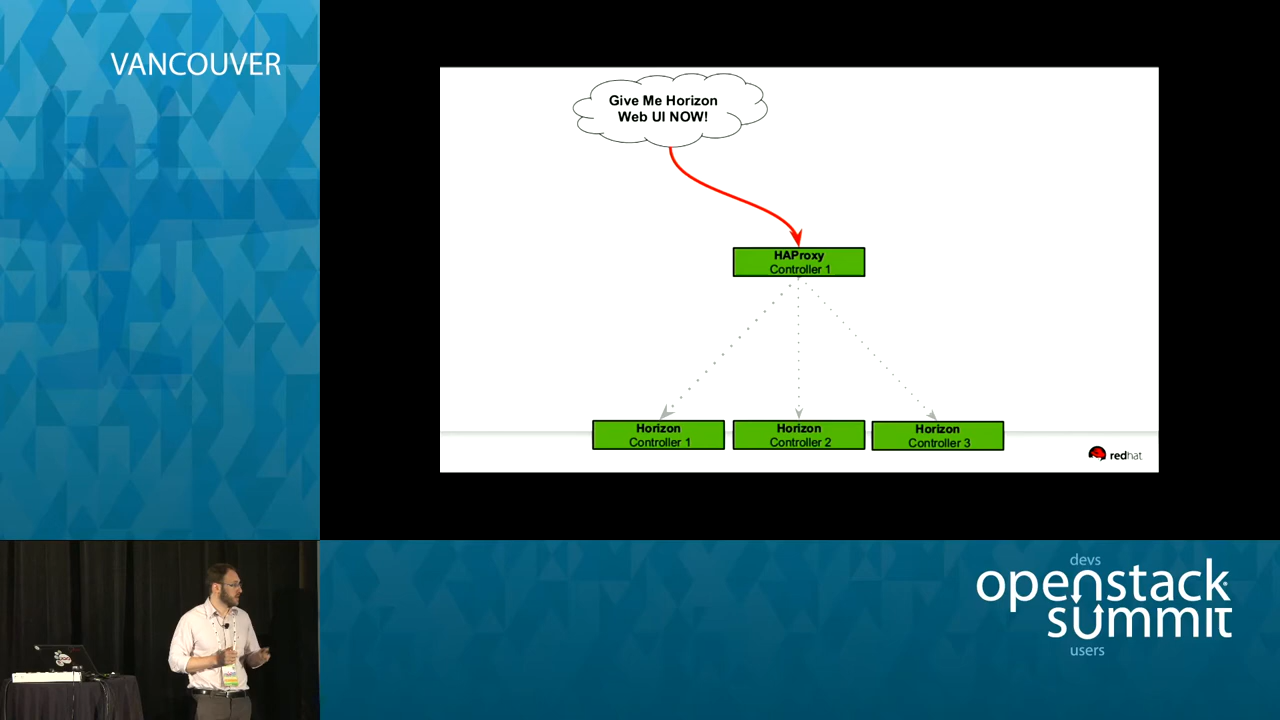 VANCOUVER
Give Me Horizon
Web UI NOW!
HAProxy
Controller 1
Horizon
Controller 1
Horizon
Controller 2
Horizon
Controller 3
redhat
devs
openstack
summit
users